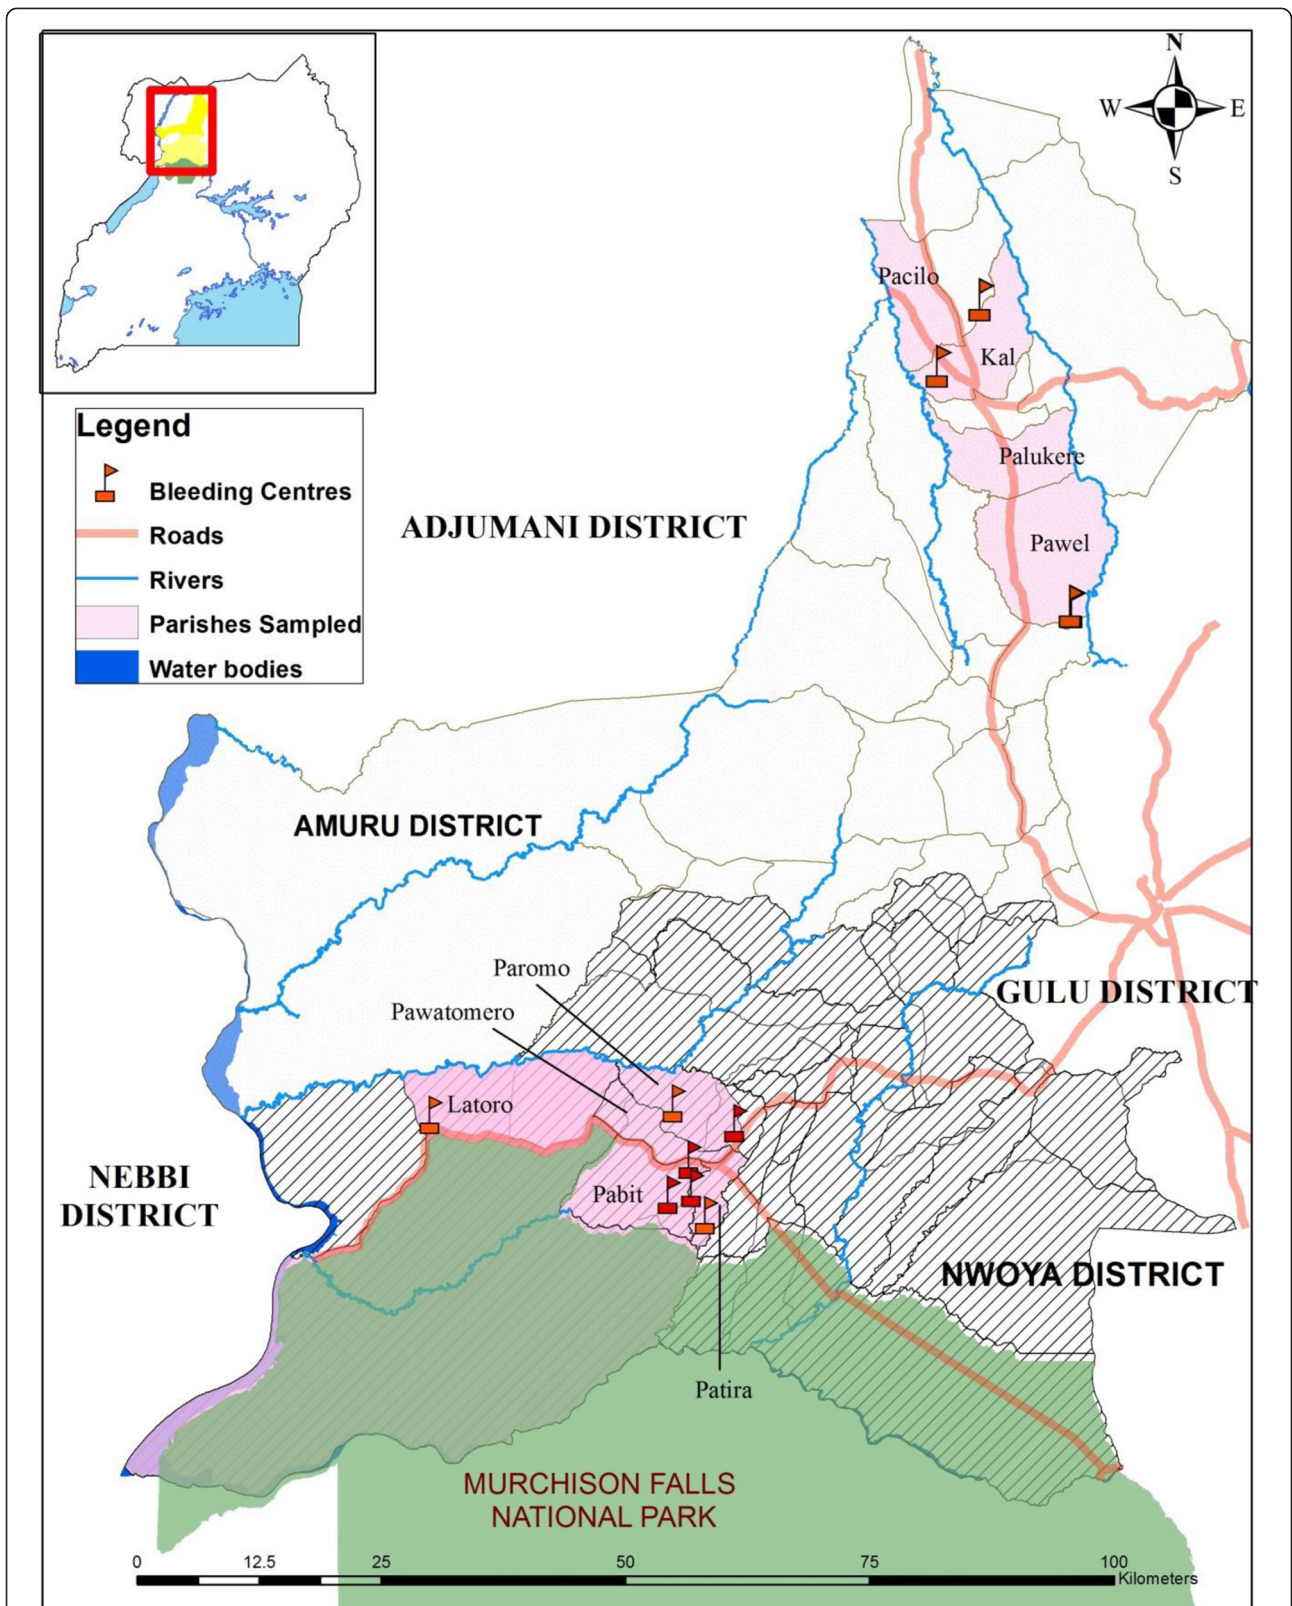 N
W
E
S
Pacilo
Kal
Palukere
Pawel
Legend
Bleeding Centres
Roads
Rivers
Parishes Sampled
Water bodies
ADJUMANI DISTRICT
AMURU DISTRICT
Paromo
Pawatomero
GULU DISTRICT
Latoro
NEBBI
DISTRICT
Pabit
NWOYA DISTRICT
Patira
MURCHISON FALLS
NATIONAL PARK
0 12.5 25 50 75 100
Kilometers